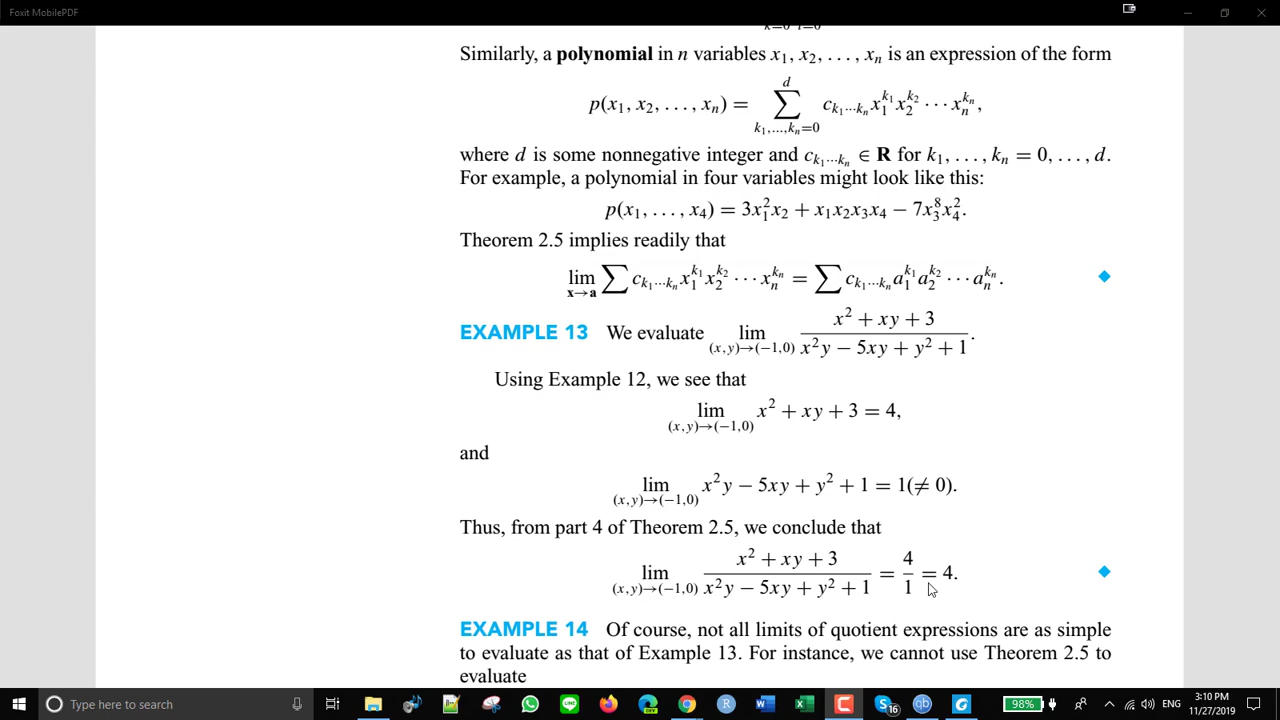 Foxit MobilePDF
k=0 l=0
Similarly, a polynomial in n variables x₁, x₂, . . . , xₙ is an expression of the form
p(x₁, x₂, . . . , xₙ) = ∑_{k₁,...,kₙ=0}^{d} c_{k₁···kₙ} x₁^{k₁} x₂^{k₂} · · · xₙ^{kₙ},
where d is some nonnegative integer and c_{k₁···kₙ} ∈ R for k₁, . . . , kₙ = 0, . . . , d.
For example, a polynomial in four variables might look like this:
p(x₁, . . . , x₄) = 3x₁²x₂ + x₁x₂x₃x₄ − 7x₃⁸x₄².
Theorem 2.5 implies readily that
lim_{x→a} ∑ c_{k₁···kₙ} x₁^{k₁} x₂^{k₂} · · · xₙ^{kₙ} = ∑ c_{k₁···kₙ} a₁^{k₁} a₂^{k₂} · · · aₙ^{kₙ}.
EXAMPLE 13 We evaluate lim_{(x,y)→(−1,0)} (x² + xy + 3)/(x²y − 5xy + y² + 1).
Using Example 12, we see that
lim_{(x,y)→(−1,0)} x² + xy + 3 = 4,
and
lim_{(x,y)→(−1,0)} x²y − 5xy + y² + 1 = 1(≠ 0).
Thus, from part 4 of Theorem 2.5, we conclude that
lim_{(x,y)→(−1,0)} (x² + xy + 3)/(x²y − 5xy + y² + 1) = 4/1 = 4.
EXAMPLE 14 Of course, not all limits of quotient expressions are as simple
to evaluate as that of Example 13. For instance, we cannot use Theorem 2.5 to
evaluate
Type here to search
16
98%
ENG
3:10 PM
11/27/2019